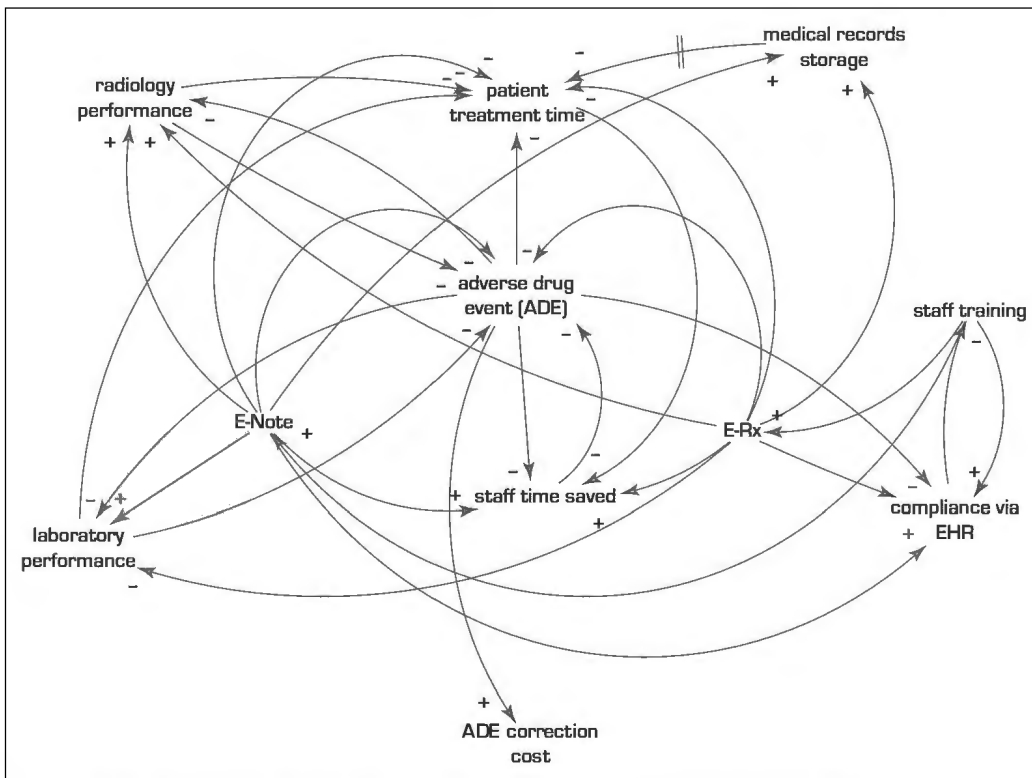 medical records
storage
radiology
performance
patient
treatment time
adverse drug
event (ADE)
staff training
E-Note
E-Rx
staff time saved
compliance via
EHR
laboratory
performance
ADE correction
cost